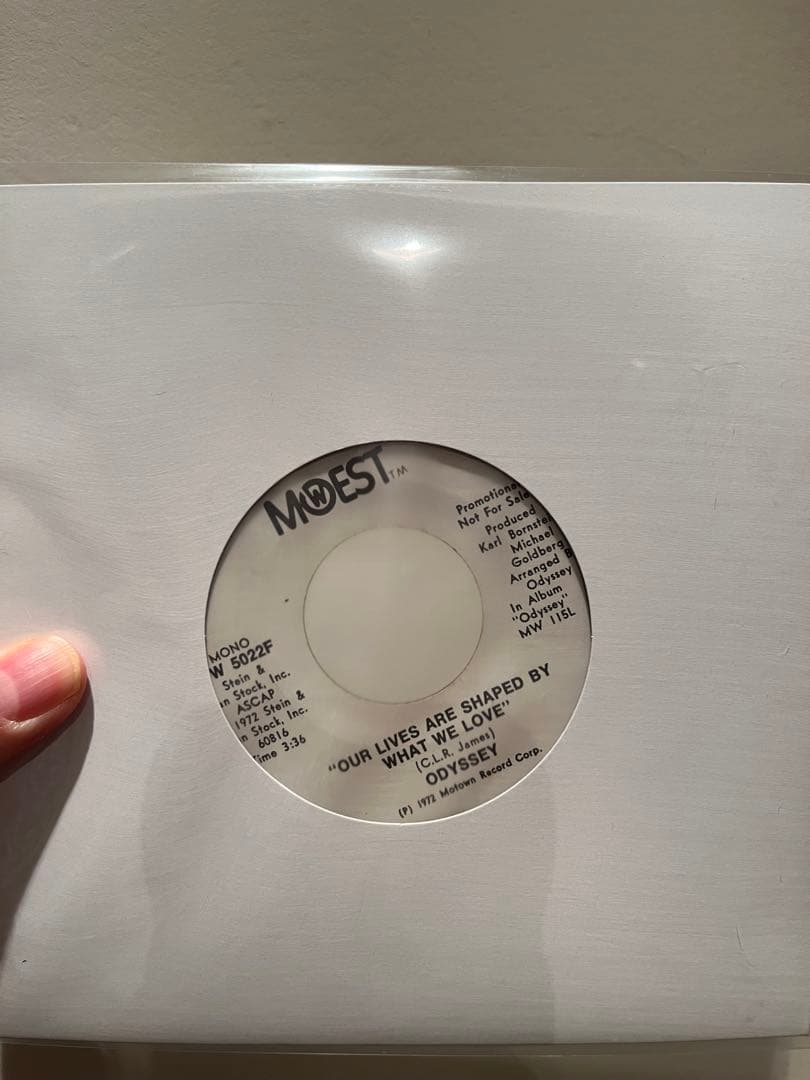 MOWEST TM
Promotional
Not For Sale
Produced
Karl Bornste
Michael
Goldberg
Arranged B
Odyssey
In Album
"Odyssey"
MW 115L
MONO
W 5022F
Stein &
n Stock, Inc.
ASCAP
1972 Stein &
n Stock, Inc.
60816
Time 3:36
"OUR LIVES ARE SHAPED BY
WHAT WE LOVE"
(C.L.R. James)
ODYSSEY
(P) 1972 Motown Record Corp.